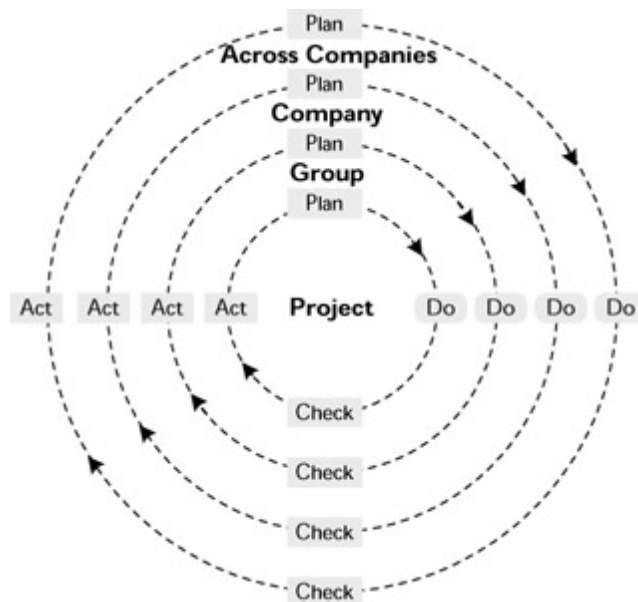 Plan
Across Companies
Plan
Company
Plan
Group
Plan
Act Act Act Act Project Do Do Do Do
Check
Check
Check
Check